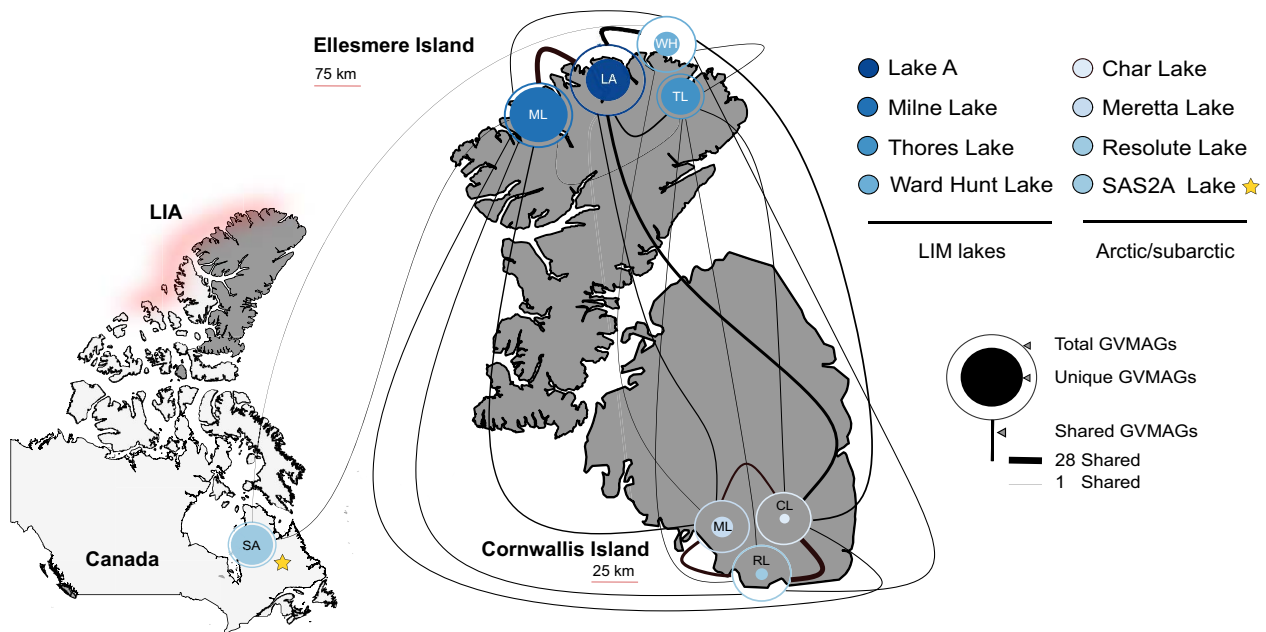 Ellesmere Island
75 km
WH
LA
TL
ML
Lake A
Milne Lake
Thores Lake
Ward Hunt Lake
LIM lakes
Char Lake
Meretta Lake
Resolute Lake
SAS2A Lake
Arctic/subarctic
LIA
Total GVMAGs
Unique GVMAGs
Shared GVMAGs
28 Shared
1 Shared
CL
ML
RL
Cornwallis Island
25 km
SA
Canada